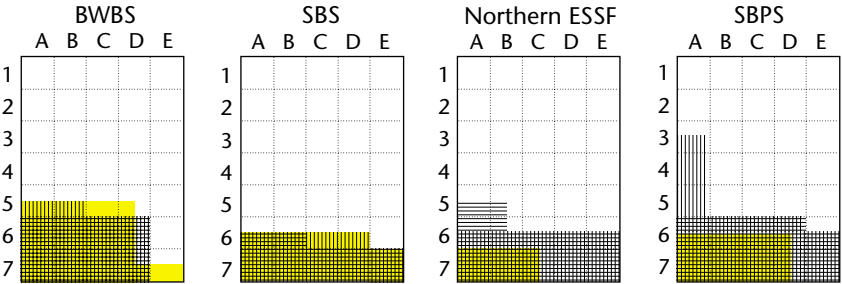 BWBS SBS Northern ESSF SBPS
A B C D E A B C D E A B C D E A B C D E
1 1 1 1
2 2 2 2
3 3 3 3
4 4 4 4
5 5 5 5
6 6 6 6
7 7 7 7